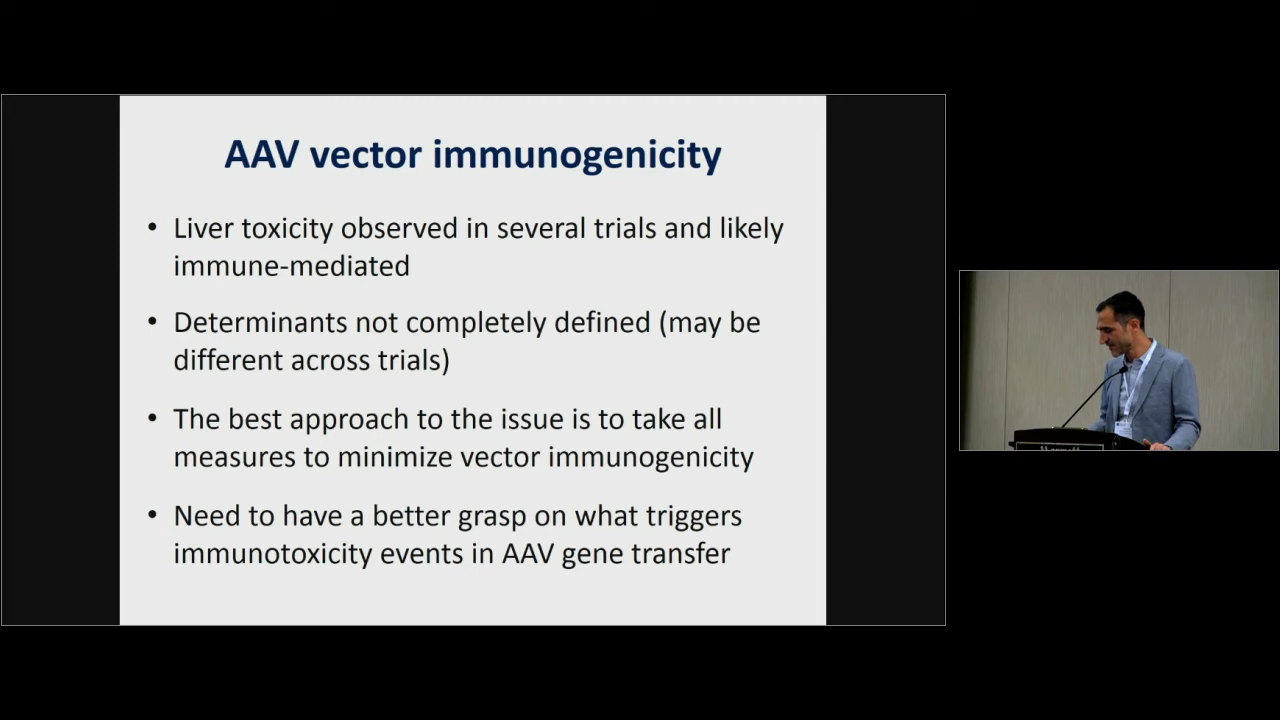 AAV vector immunogenicity
• Liver toxicity observed in several trials and likely
immune-mediated
• Determinants not completely defined (may be
different across trials)
• The best approach to the issue is to take all
measures to minimize vector immunogenicity
• Need to have a better grasp on what triggers
immunotoxicity events in AAV gene transfer